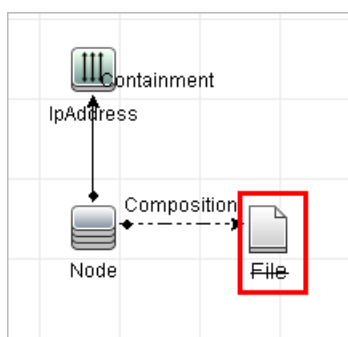 Containment
IpAddress
Composition
Node
File